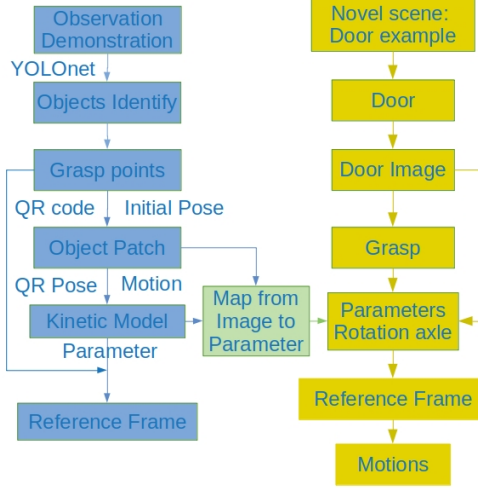 Observation
Demonstration
YOLOnet
Objects Identify
Grasp points
QR code
Initial Pose
Object Patch
QR Pose
Motion
Kinetic Model
Parameter
Reference Frame
Map from
Image to
Parameter
Novel scene:
Door example
Door
Door Image
Grasp
Parameters
Rotation axle
Reference Frame
Motions